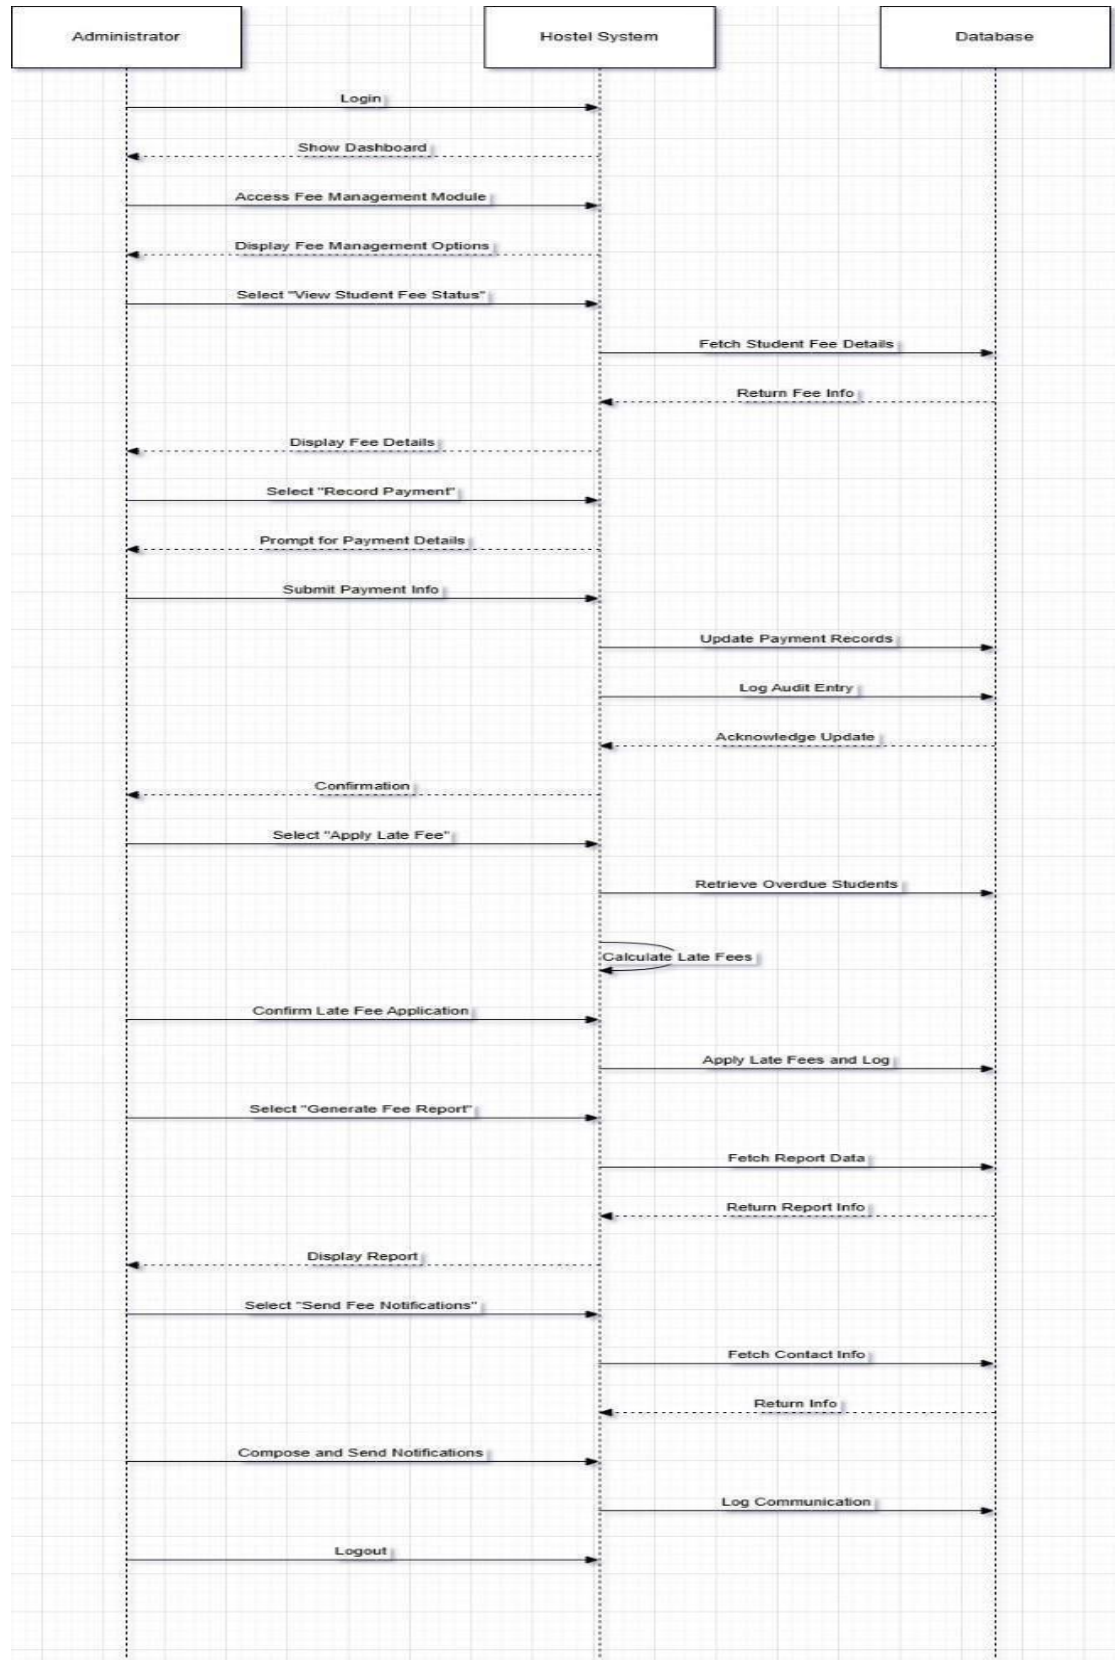 Administrator
Hostel System
Database
Login
Show Dashboard
Access Fee Management Module
Display Fee Management Options
Select "View Student Fee Status"
Fetch Student Fee Details
Return Fee Info
Display Fee Details
Select "Record Payment"
Prompt for Payment Details
Submit Payment Info
Update Payment Records
Log Audit Entry
Acknowledge Update
Confirmation
Select "Apply Late Fee"
Retrieve Overdue Students
Calculate Late Fees
Confirm Late Fee Application
Apply Late Fees and Log
Select "Generate Fee Report"
Fetch Report Data
Return Report Info
Display Report
Select "Send Fee Notifications"
Fetch Contact Info
Return Info
Compose and Send Notifications
Log Communication
Logout